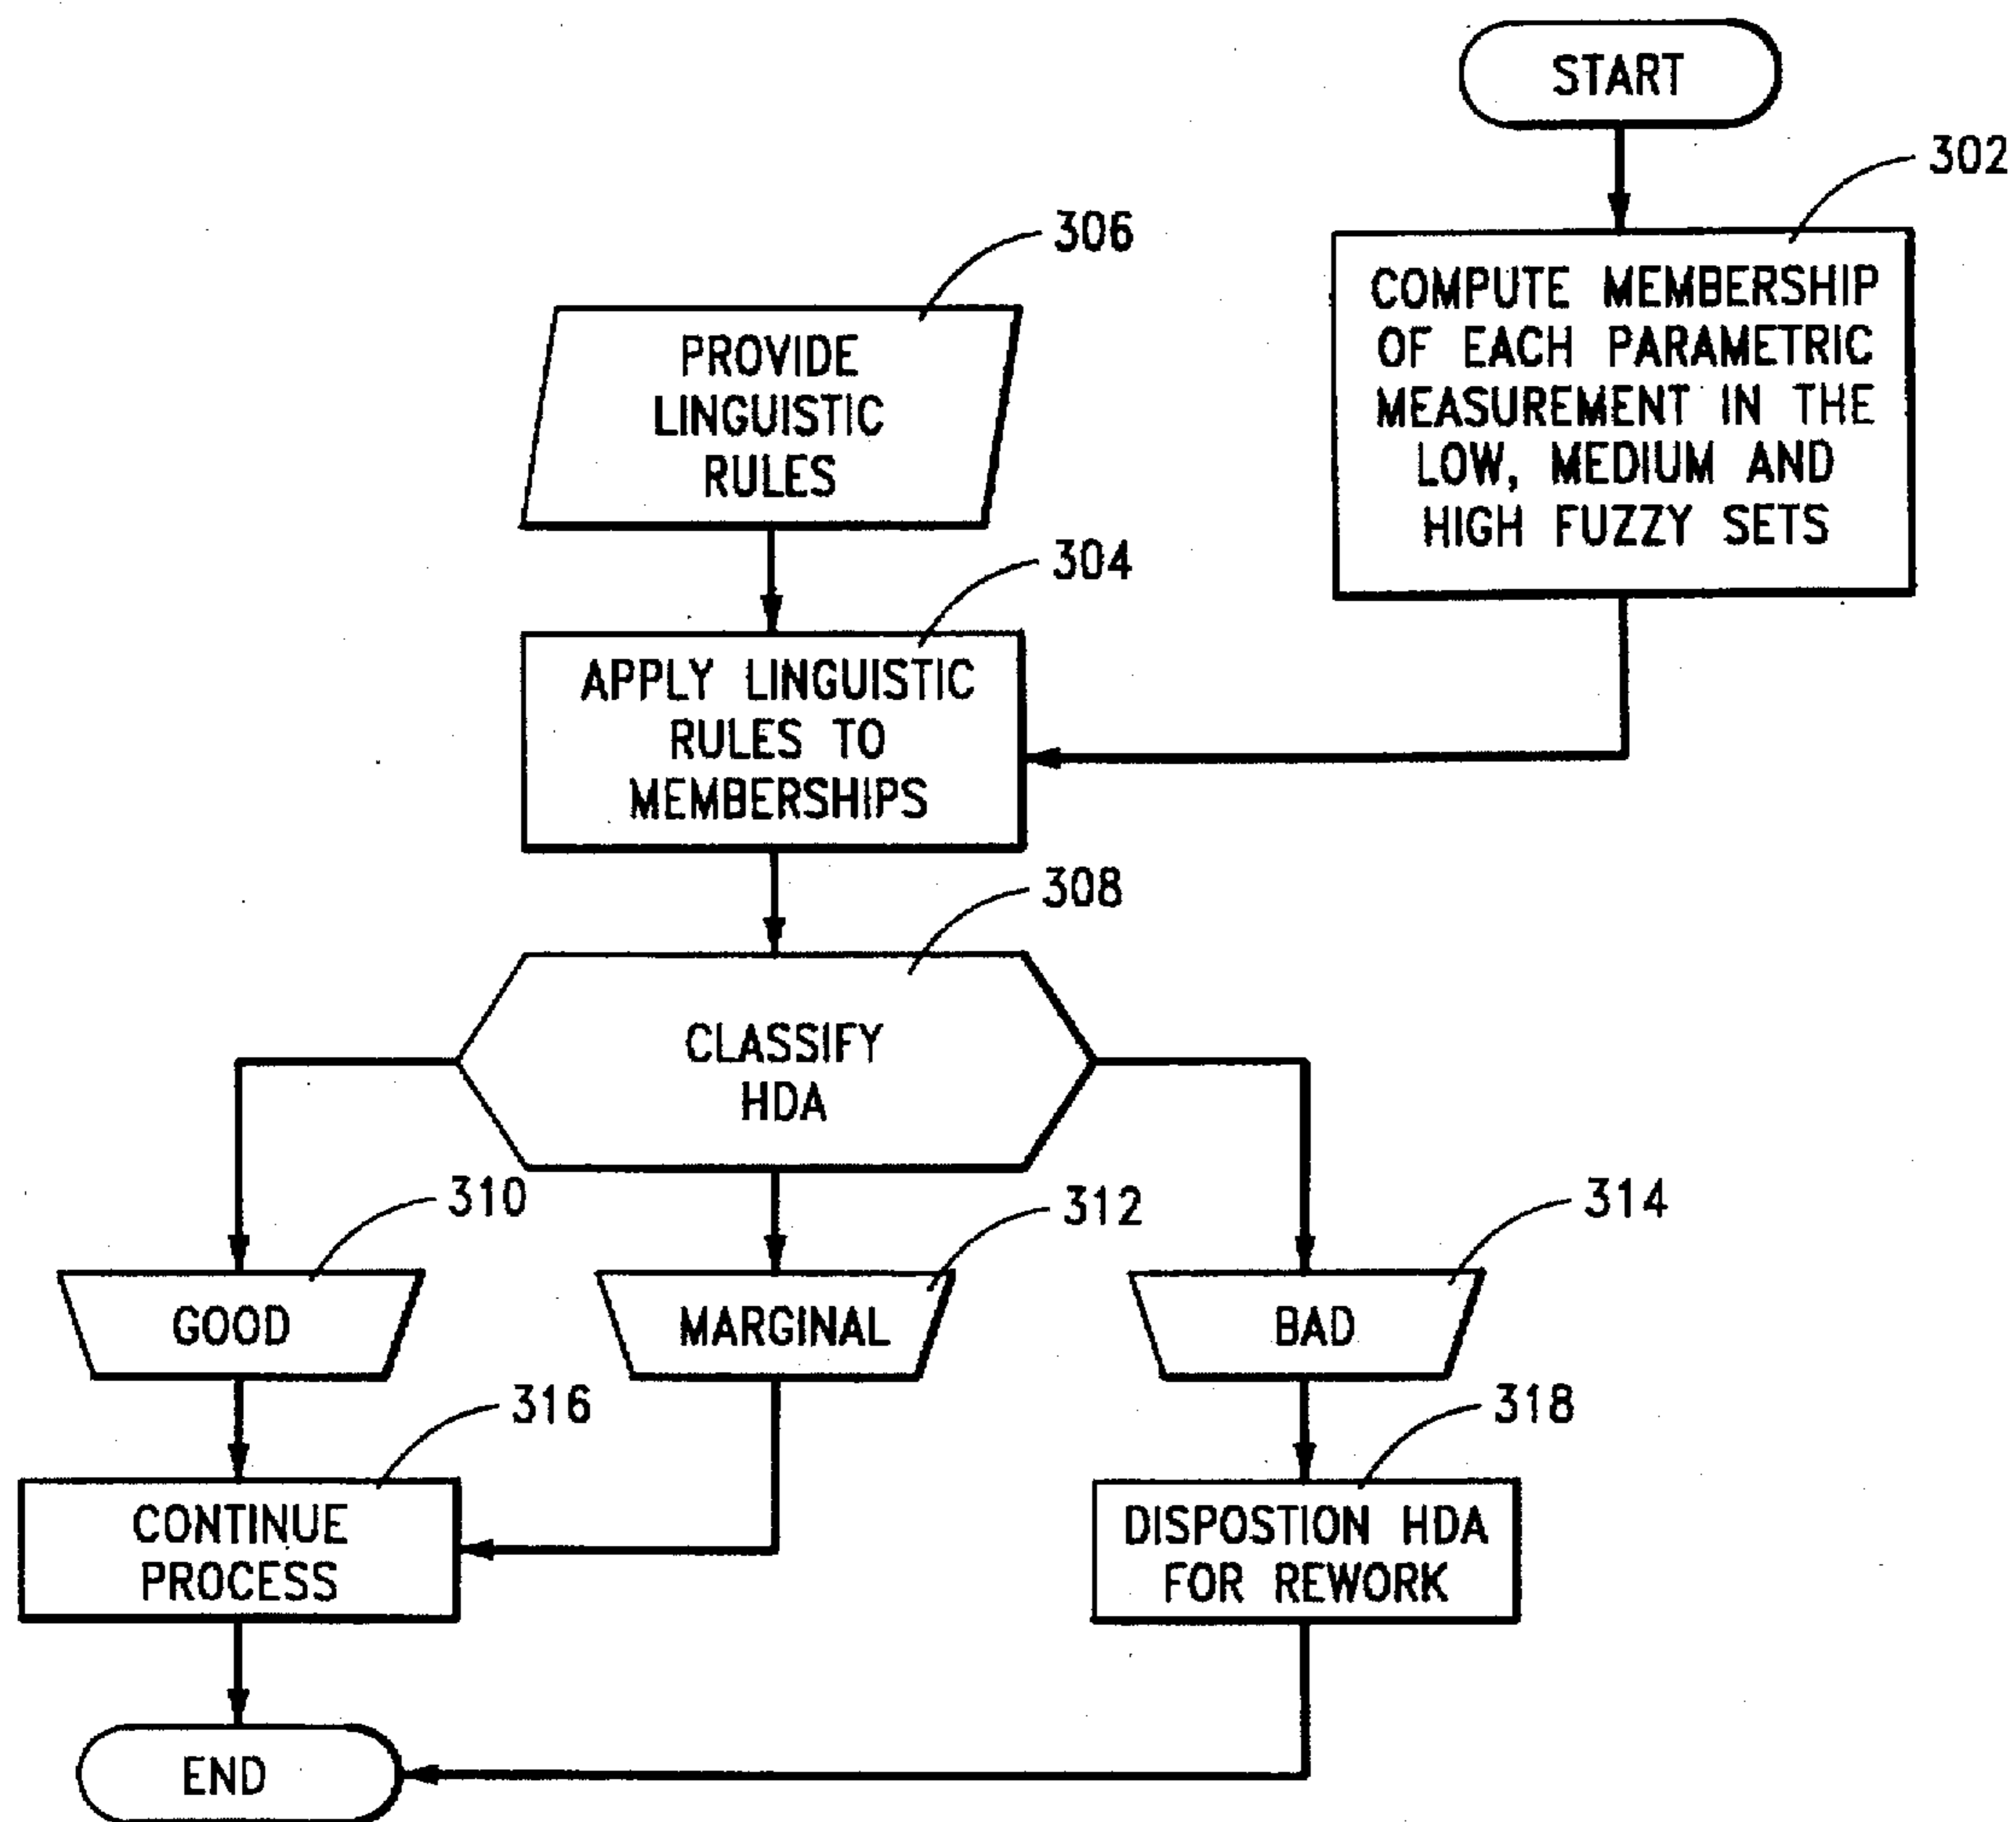 START
302
COMPUTE MEMBERSHIP
OF EACH PARAMETRIC
MEASUREMENT IN THE
LOW, MEDIUM AND
HIGH FUZZY SETS
306
PROVIDE
LINGUISTIC
RULES
304
APPLY LINGUISTIC
RULES TO
MEMBERSHIPS
308
CLASSIFY
HDA
310
GOOD
312
MARGINAL
314
BAD
316
CONTINUE
PROCESS
318
DISPOSTION HDA
FOR REWORK
END